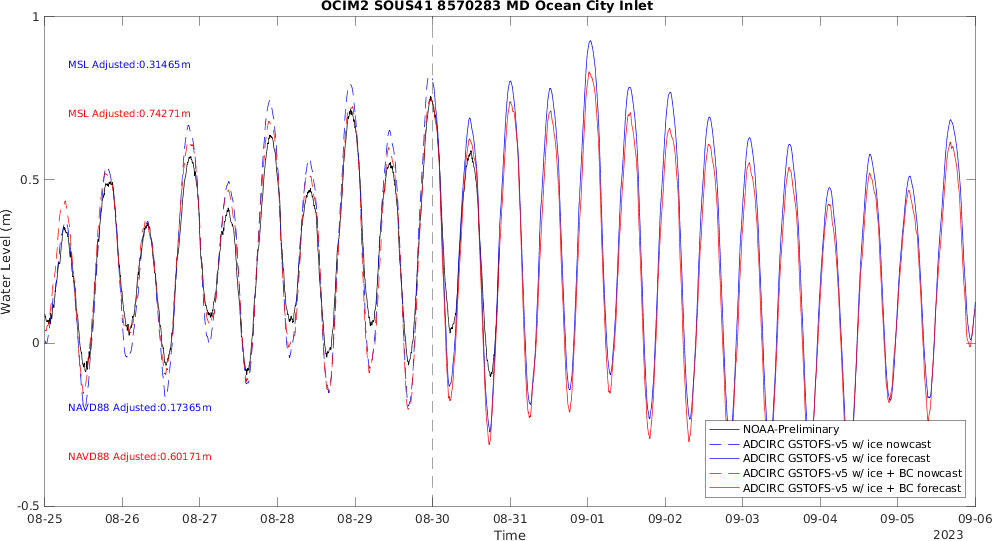 OCIM2 SOUS41 8570283 MD Ocean City Inlet
1
0.5
0
-0.5
Water Level (m)
MSL Adjusted:0.31465m
MSL Adjusted:0.74271m
NAVD88 Adjusted:0.17365m
NAVD88 Adjusted:0.60171m
NOAA-Preliminary
ADCIRC GSTOFS-v5 w/ ice nowcast
ADCIRC GSTOFS-v5 w/ ice forecast
ADCIRC GSTOFS-v5 w/ ice + BC nowcast
ADCIRC GSTOFS-v5 w/ ice + BC forecast
08-25 08-26 08-27 08-28 08-29 08-30 08-31 09-01 09-02 09-03 09-04 09-05 09-06
Time
2023